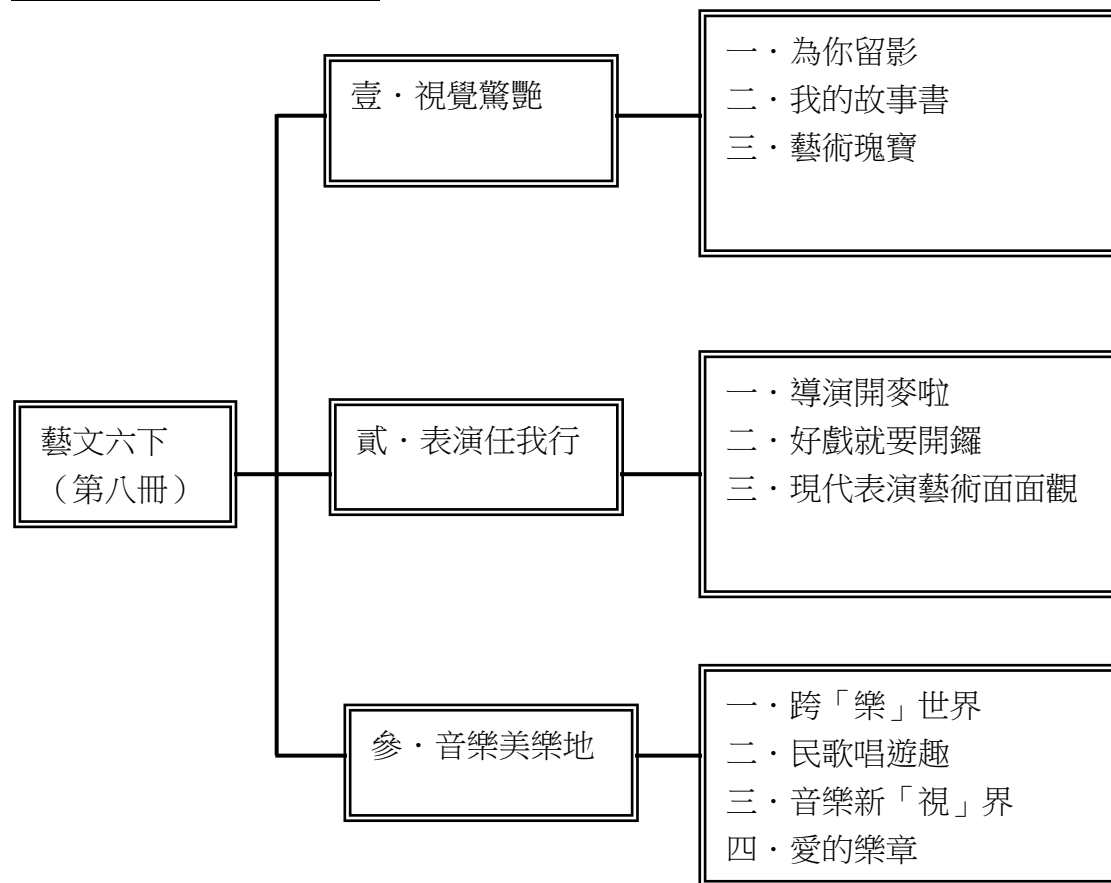 藝文六下
（第八冊）
壹．視覺驚艷
一．為你留影
二．我的故事書
三．藝術瑰寶
貳．表演任我行
一．導演開麥啦
二．好戲就要開鑼
三．現代表演藝術面面觀
參．音樂美樂地
一．跨「樂」世界
二．民歌唱遊趣
三．音樂新「視」界
四．愛的樂章